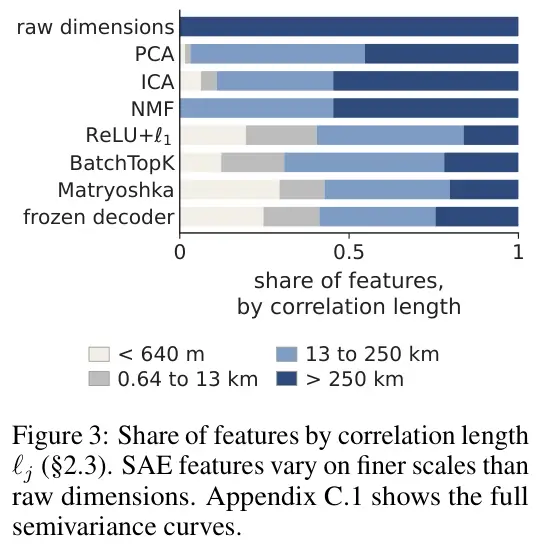 raw dimensions
PCA
ICA
NMF
ReLU+ℓ₁
BatchTopK
Matryoshka
frozen decoder
0 0.5 1
share of features,
by correlation length
< 640 m 13 to 250 km
0.64 to 13 km > 250 km
Figure 3: Share of features by correlation length
ℓⱼ (§2.3). SAE features vary on finer scales than
raw dimensions. Appendix C.1 shows the full
semivariance curves.